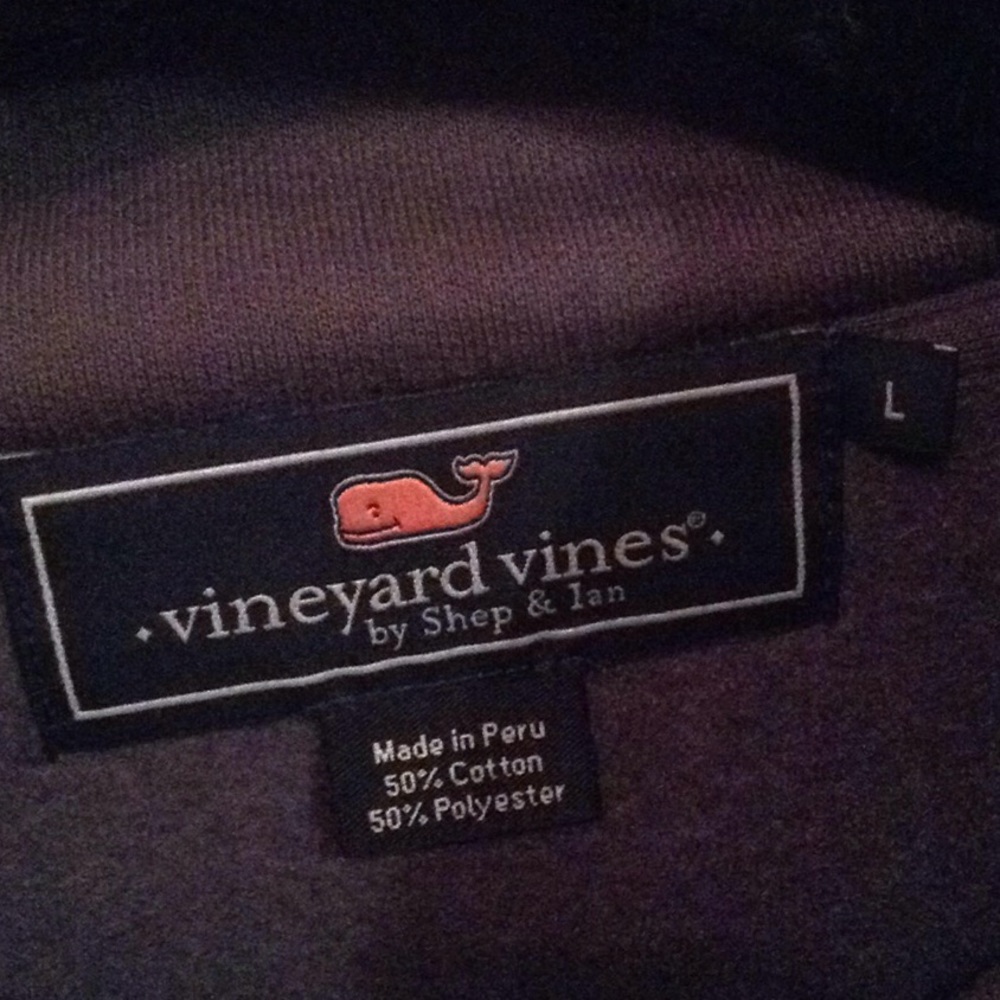 L
·vineyard vines®·
by Shep & Ian
Made in Peru
50% Cotton
50% Polyester